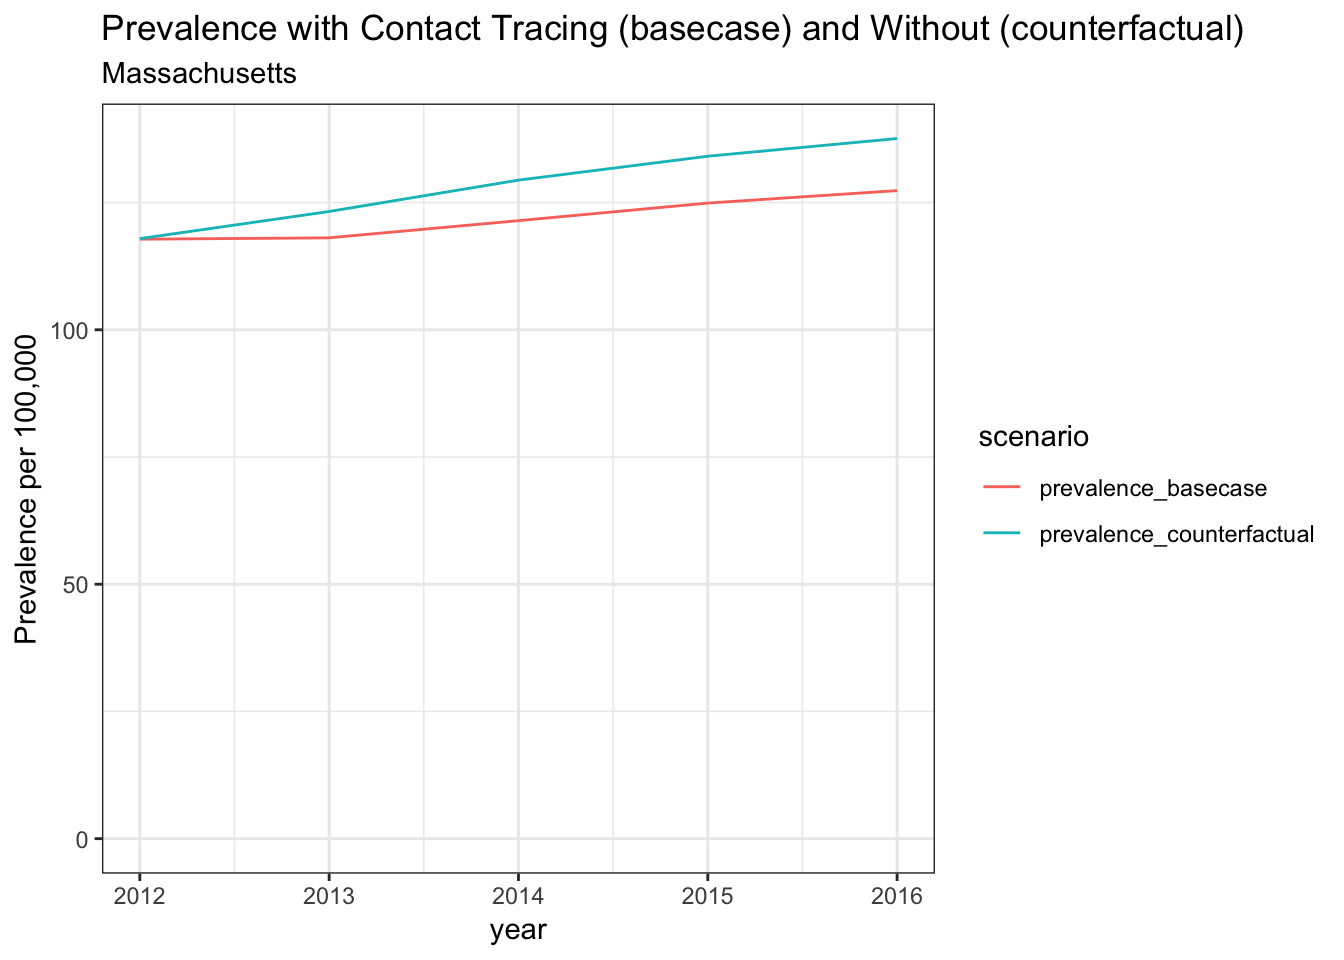 Prevalence with Contact Tracing (basecase) and Without (counterfactual)
Massachusetts
Prevalence per 100,000
100
50
0
2012 2013 2014 2015 2016
year
scenario
prevalence_basecase
prevalence_counterfactual